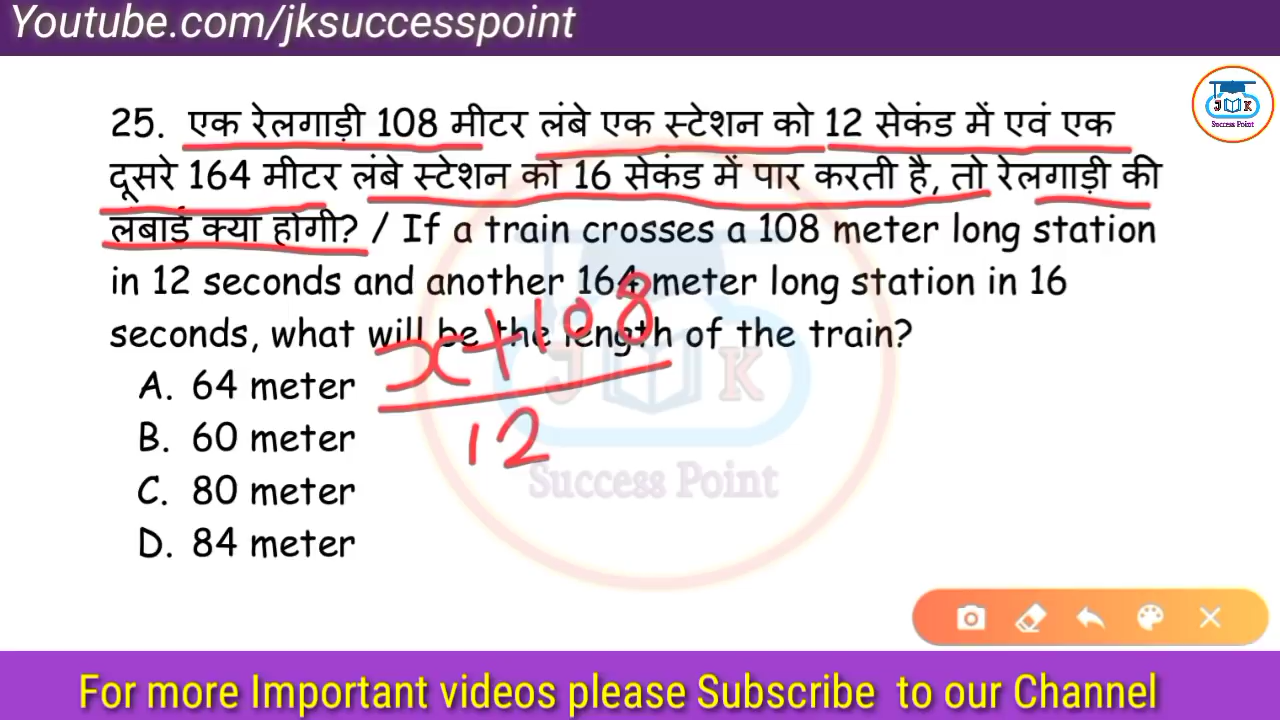 Youtube.com/jksuccesspoint
J K
Success Point
25. एक रेलगाड़ी 108 मीटर लंबे एक स्टेशन को 12 सेकंड में एवं एक
दूसरे 164 मीटर लंबे स्टेशन को 16 सेकंड में पार करती है, तो रेलगाड़ी की
लंबाई क्या होगी? / If a train crosses a 108 meter long station
in 12 seconds and another 164 meter long station in 16
seconds, what will be the length of the train?
x+108
12
A. 64 meter
B. 60 meter
C. 80 meter
D. 84 meter
J K
Success Point
For more Important videos please Subscribe to our Channel